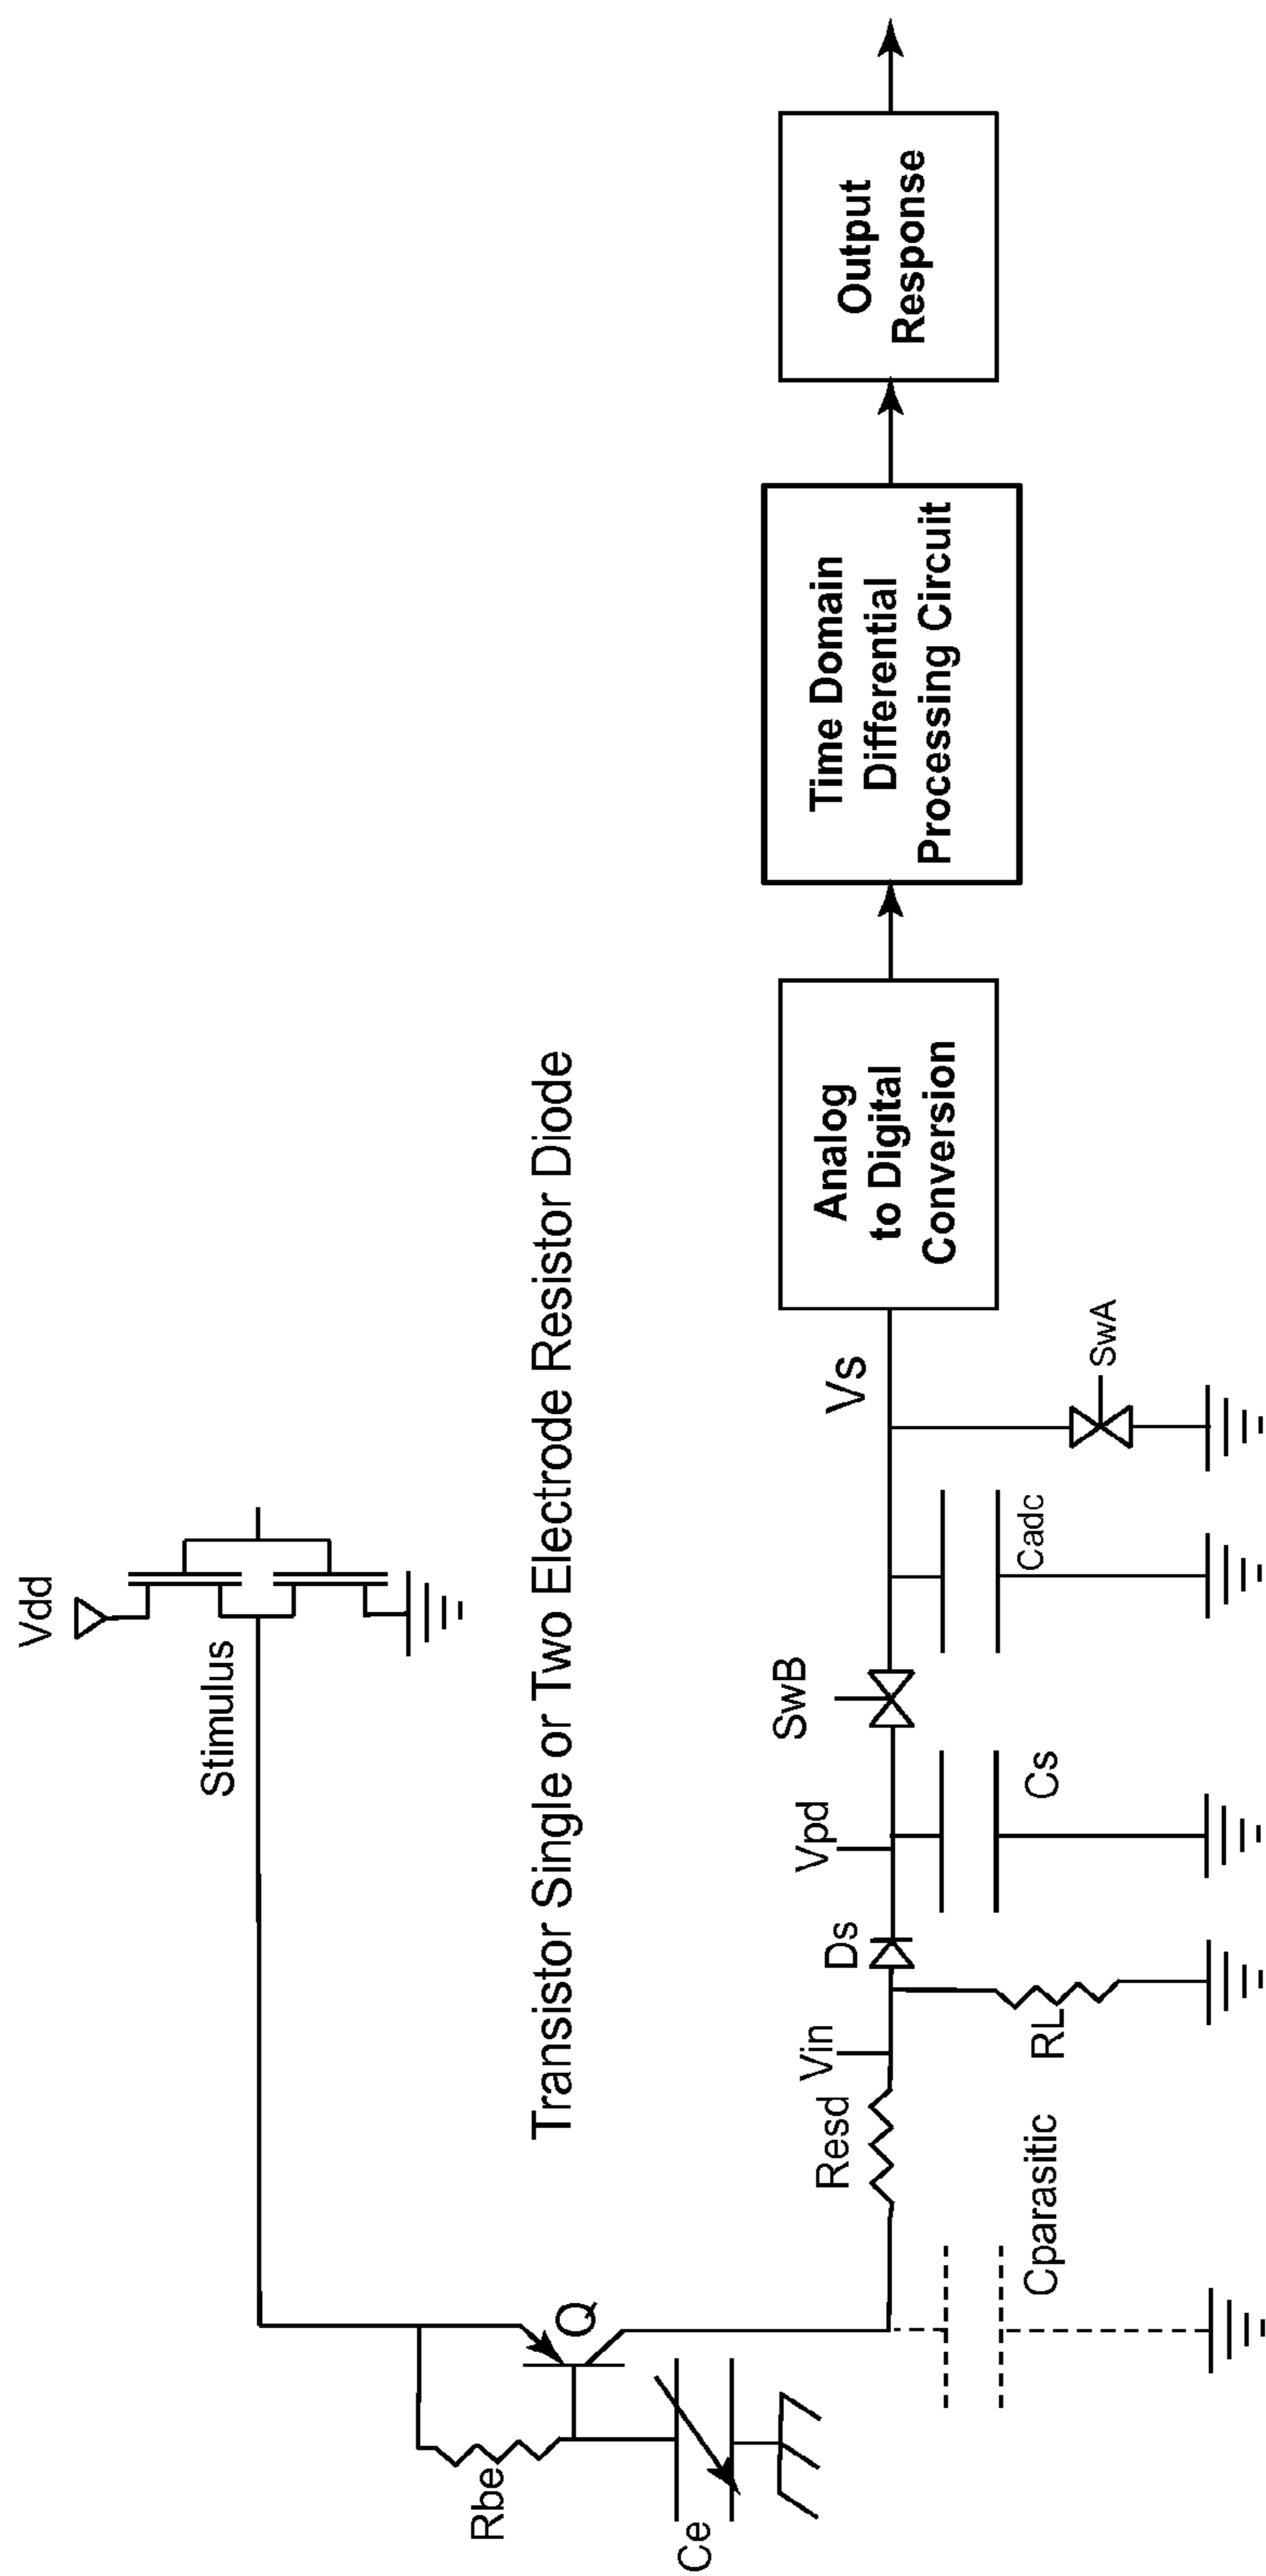 Vdd
Stimulus
Transistor Single or Two Electrode Resistor Diode
Rbe
Q
Ce
Resd
Vin
Ds
Vpd
SwB
Vs
Cparasitic
RL
Cs
Cadc
SwA
Analog
to Digital
Conversion
Time Domain
Differential
Processing Circuit
Output
Response